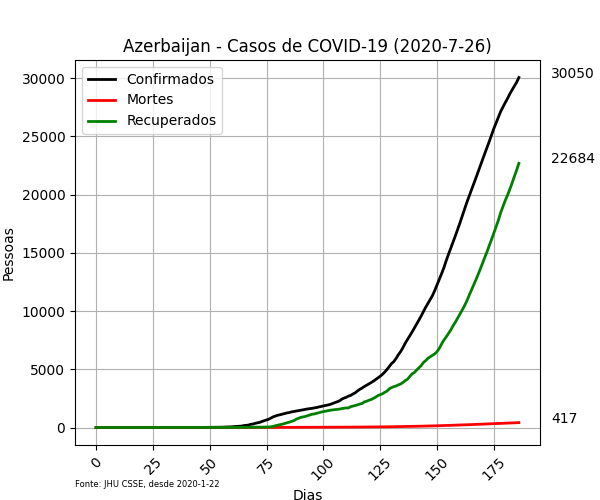 Azerbaijan - Casos de COVID-19 (2020-7-26)
Confirmados
Mortes
Recuperados
30050
22684
417
Pessoas
30000
25000
20000
15000
10000
5000
0
0
25
50
75
100
125
150
175
Dias
Fonte: JHU CSSE, desde 2020-1-22